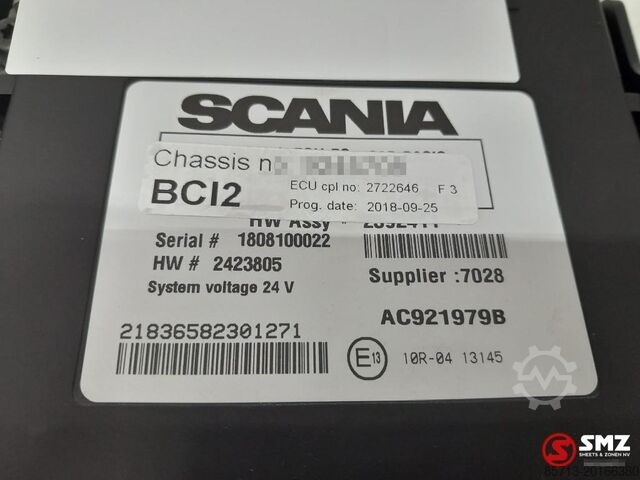 SCANIA
Chassis n
BCI2
ECU cpl no: 2722646 F 3
Prog. date: 2018-09-25
HW Assy
Serial # 1808100022
HW # 2423805
Supplier :7028
System voltage 24 V
AC921979B
21836582301271
E13
10R-04 13145
SMZ
SHEETS & ZONEN NV